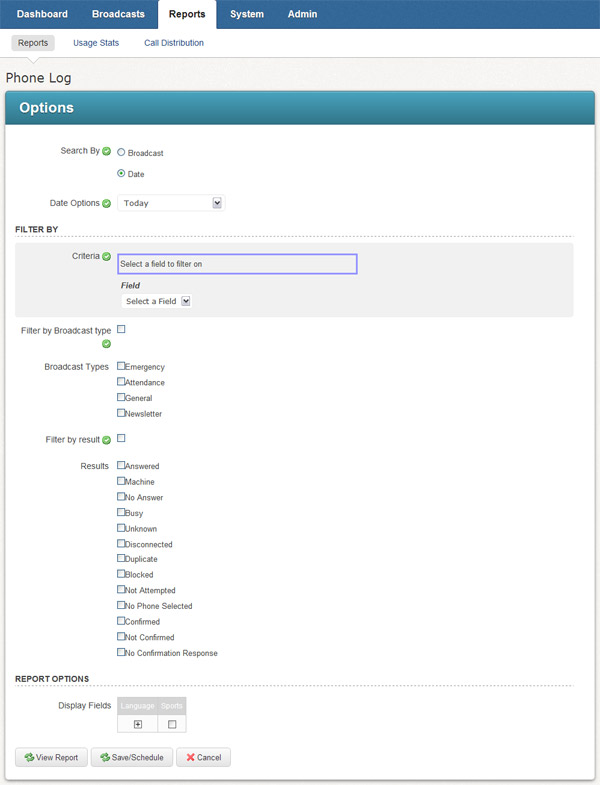 Dashboard Broadcasts Reports System Admin
Reports Usage Stats Call Distribution
Phone Log
Options
Search By Broadcast
Date
Date Options Today
FILTER BY
Criteria Select a field to filter on
Field
Select a Field
Filter by Broadcast type
Broadcast Types Emergency
Attendance
General
Newsletter
Filter by result
Results Answered
Machine
No Answer
Busy
Unknown
Disconnected
Duplicate
Blocked
Not Attempted
No Phone Selected
Confirmed
Not Confirmed
No Confirmation Response
REPORT OPTIONS
Display Fields Language Sports
View Report Save/Schedule Cancel